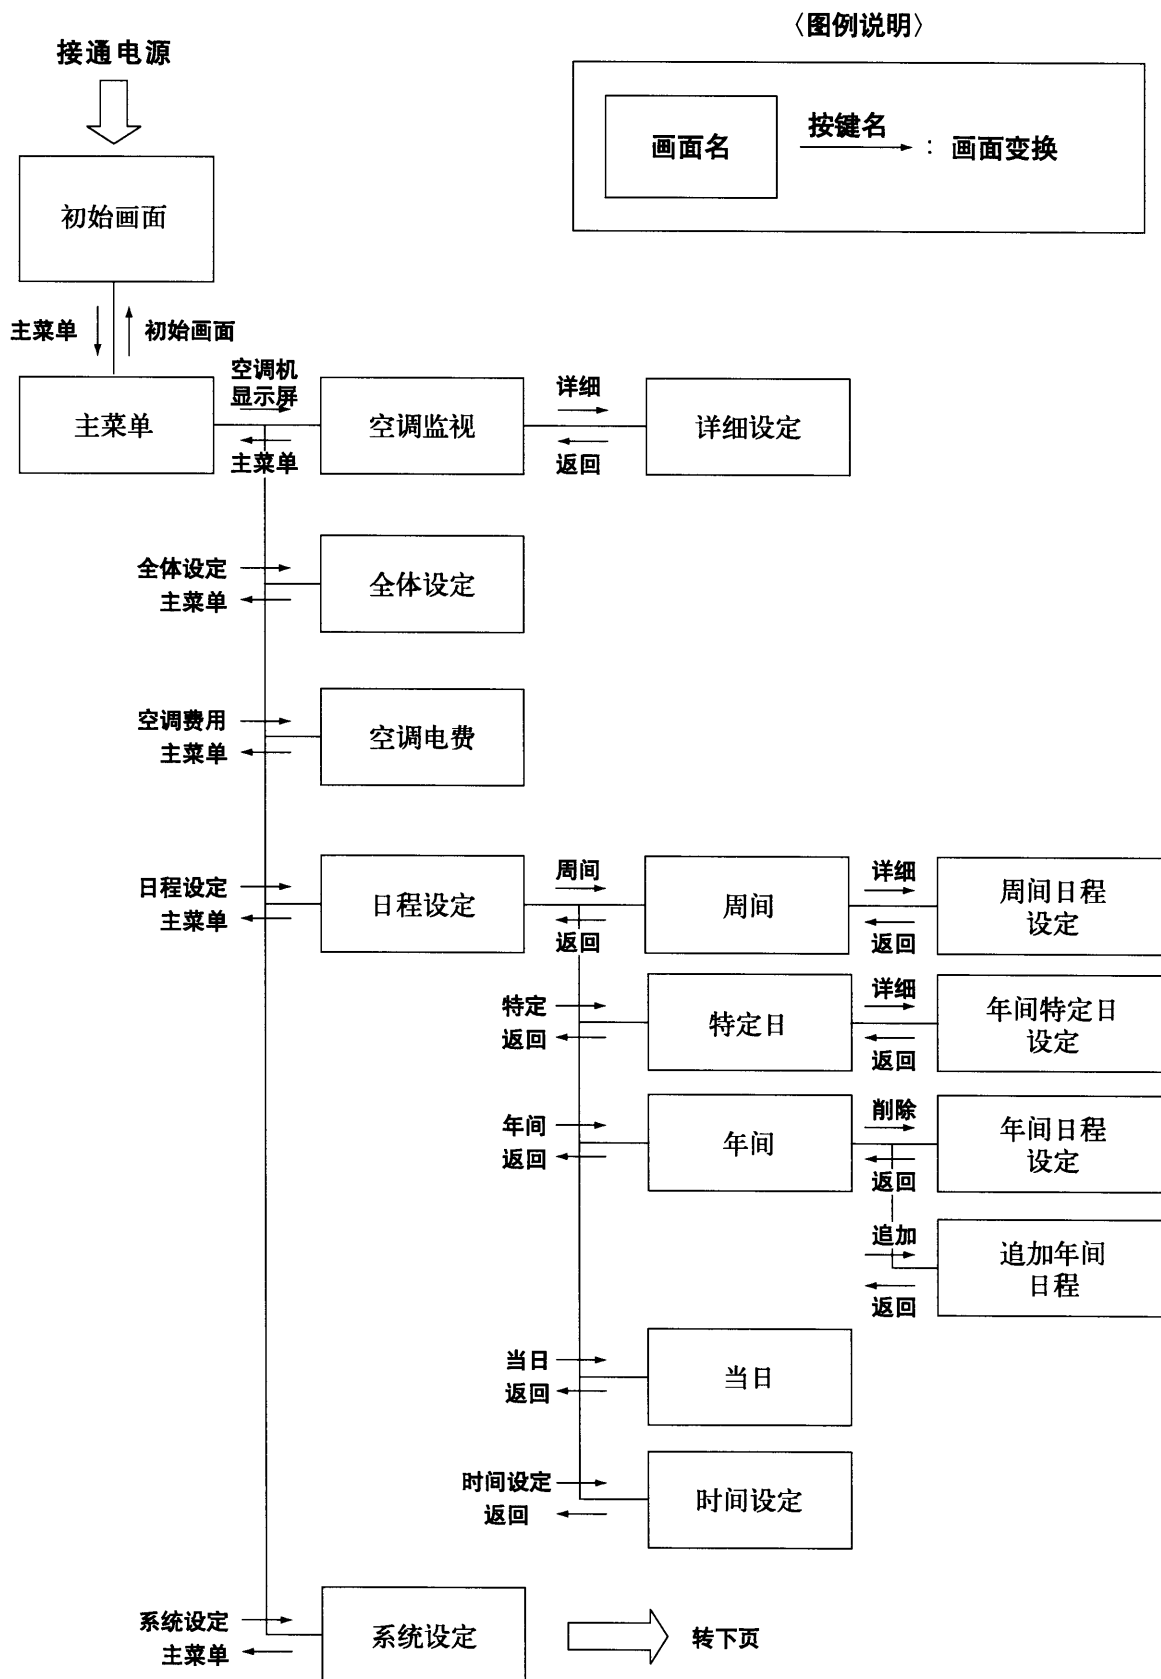 〈图例说明〉
接通电源
画面名
按键名
：画面变换
初始画面
主菜单
初始画面
主菜单
空调机
显示屏
主菜单
空调监视
详细
返回
详细设定
全体设定
主菜单
全体设定
空调费用
主菜单
空调电费
日程设定
主菜单
日程设定
周间
返回
周间
详细
返回
周间日程
设定
特定
返回
特定日
详细
返回
年间特定日
设定
年间
返回
年间
削除
返回
年间日程
设定
追加
返回
追加年间
日程
当日
返回
当日
时间设定
返回
时间设定
系统设定
主菜单
系统设定
转下页